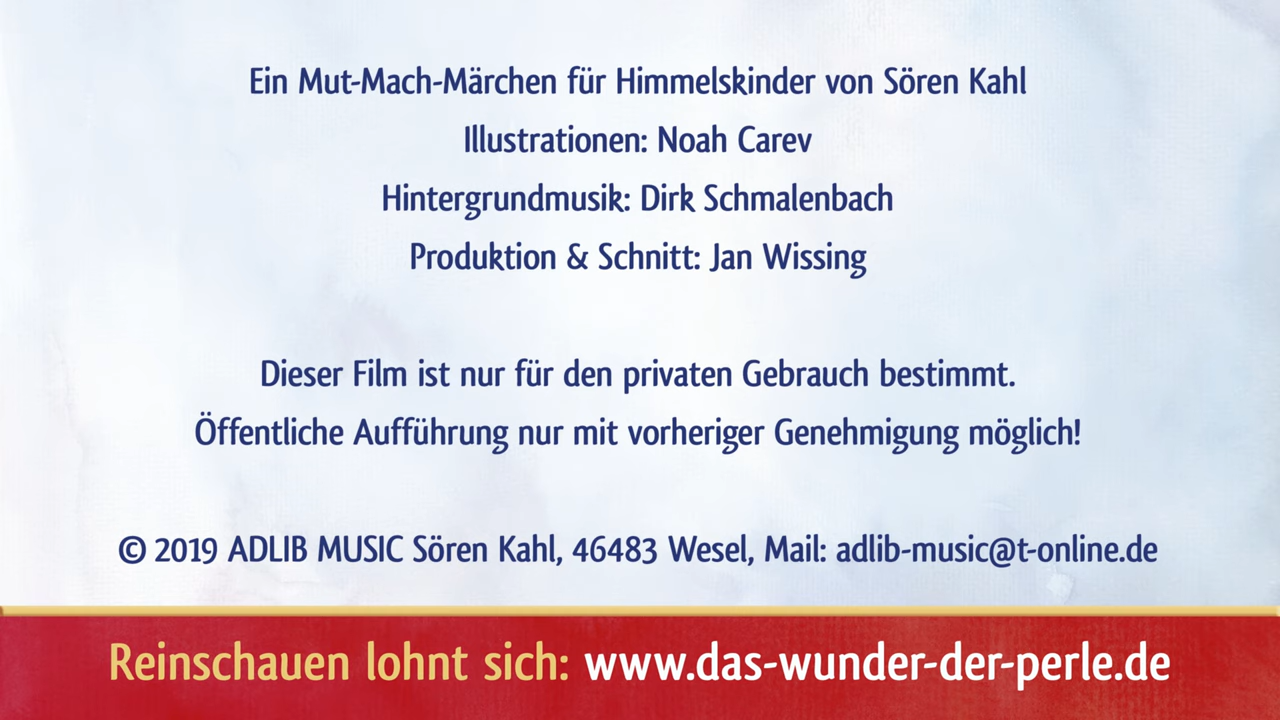 Ein Mut-Mach-Märchen für Himmelskinder von Sören Kahl
Illustrationen: Noah Carev
Hintergrundmusik: Dirk Schmalenbach
Produktion & Schnitt: Jan Wissing
Dieser Film ist nur für den privaten Gebrauch bestimmt.
Öffentliche Aufführung nur mit vorheriger Genehmigung möglich!
© 2019 ADLIB MUSIC Sören Kahl, 46483 Wesel, Mail: adlib-music@t-online.de
Reinschauen lohnt sich: www.das-wunder-der-perle.de